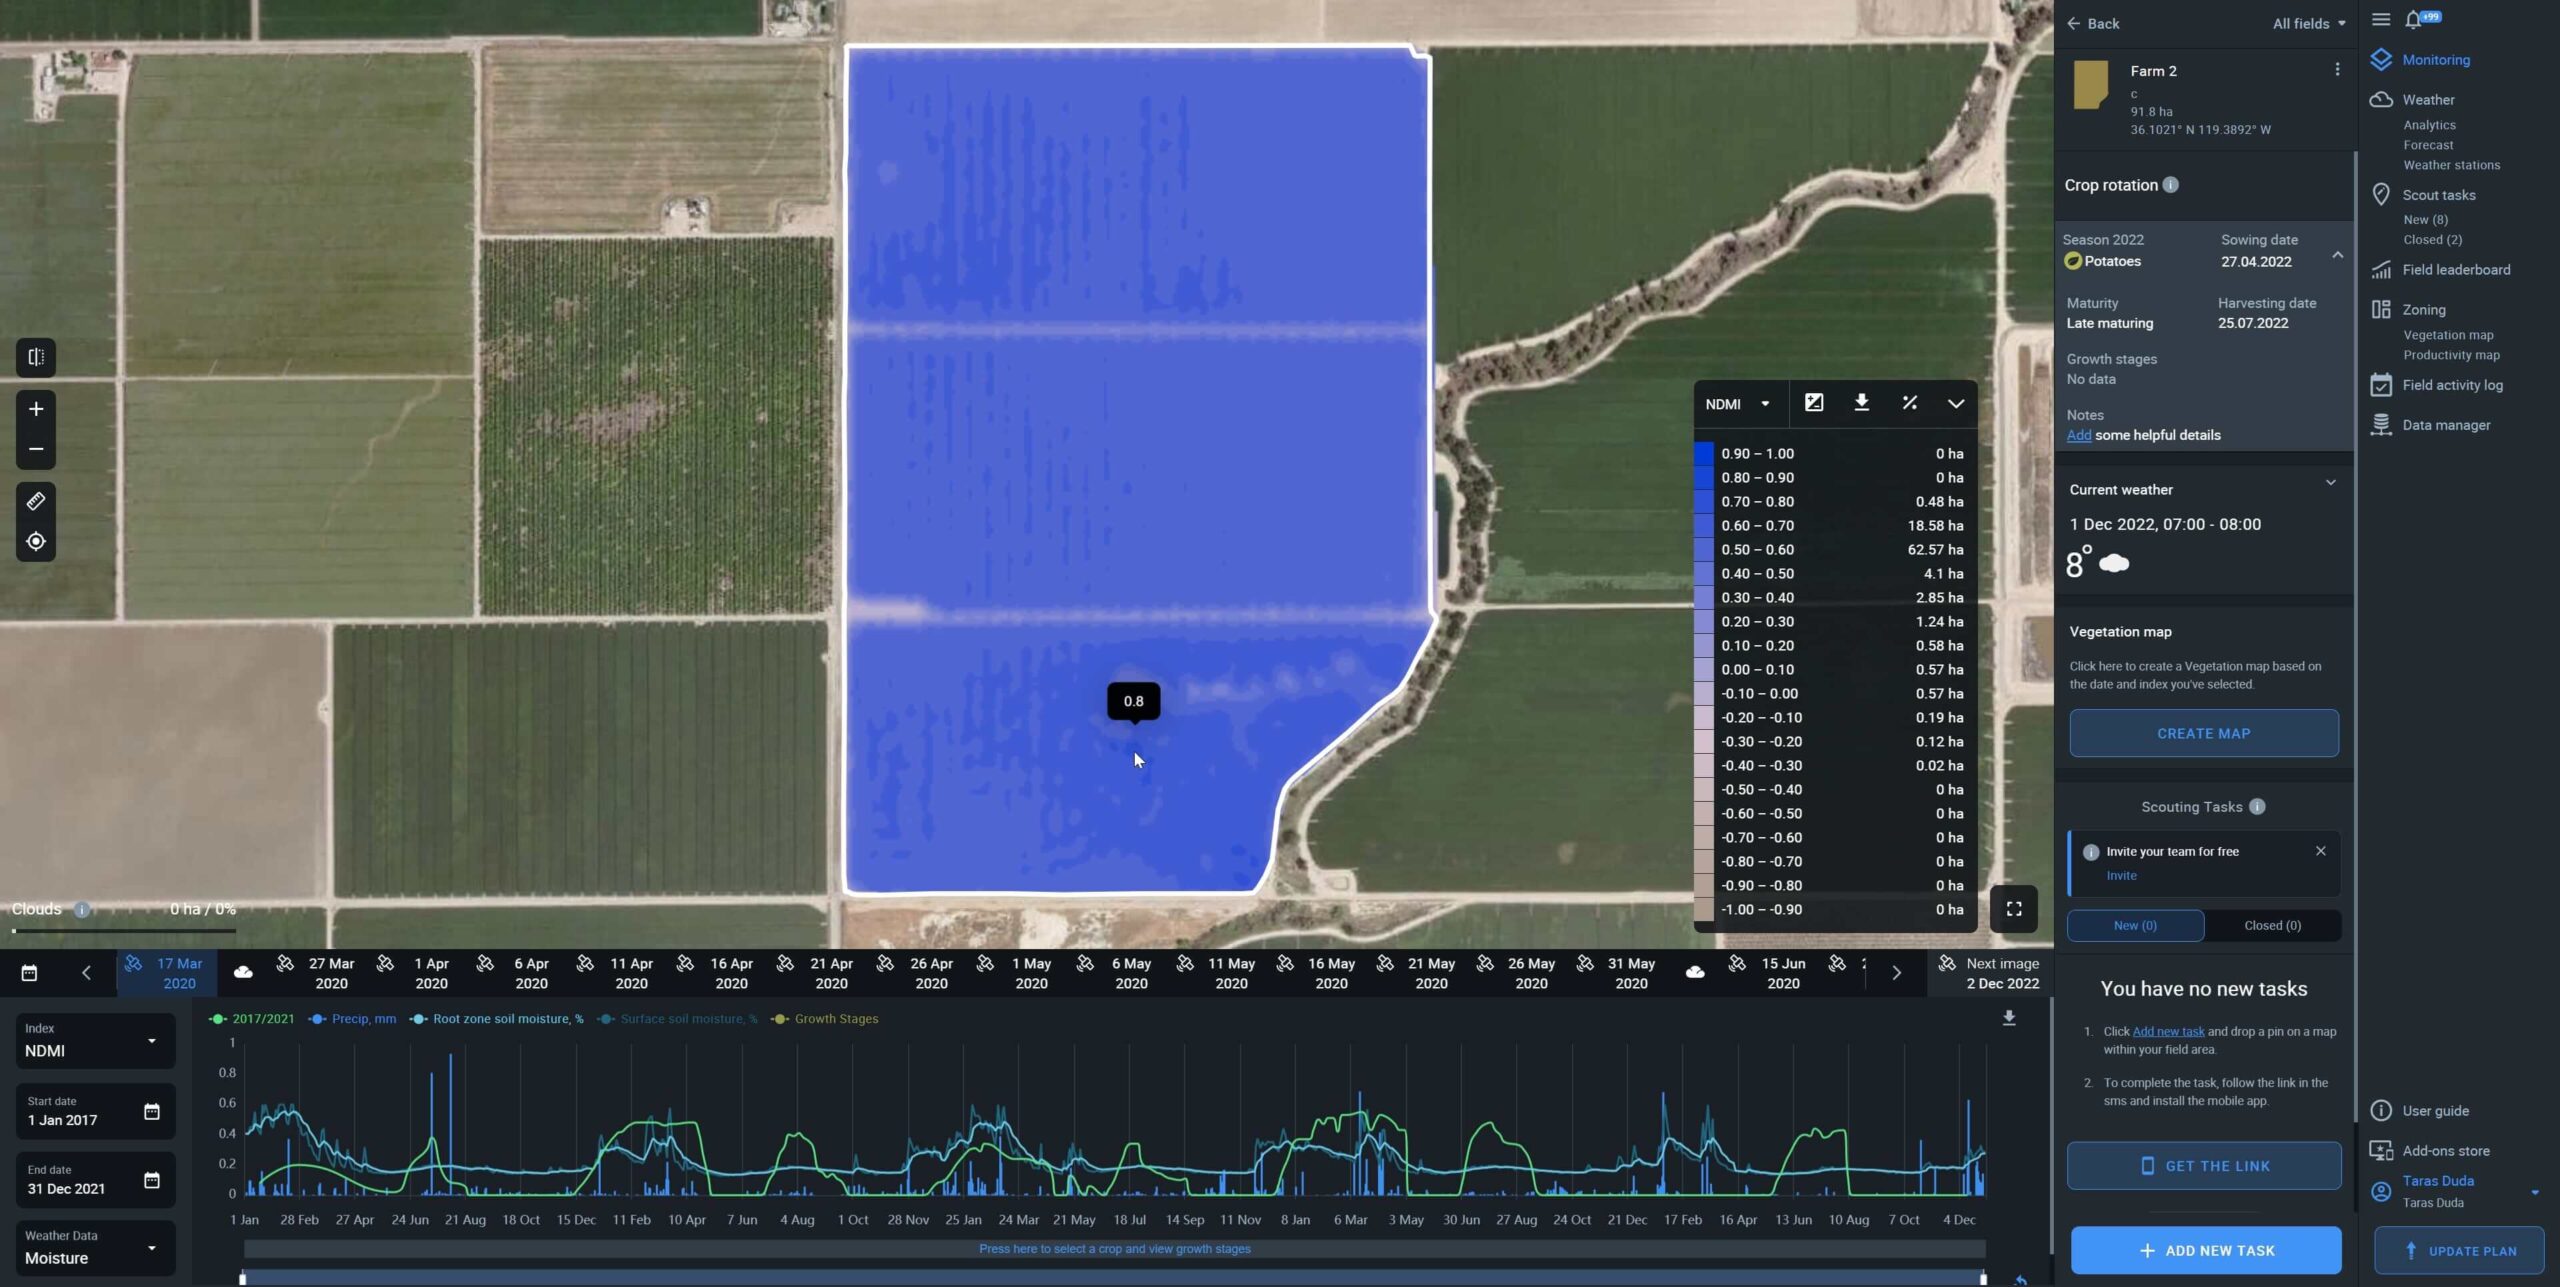 Back
All fields
+99
Farm 2
c
91.8 ha
36.1021° N 119.3892° W
Crop rotation
Season 2022
Sowing date
Potatoes
27.04.2022
Maturity
Harvesting date
Late maturing
25.07.2022
Growth stages
No data
Notes
Add some helpful details
Current weather
1 Dec 2022, 07:00 - 08:00
8°
Vegetation map
Click here to create a Vegetation map based on
the date and index you've selected.
CREATE MAP
Scouting Tasks
Invite your team for free
Invite
New (0)
Closed (0)
You have no new tasks
1. Click Add new task and drop a pin on a map
within your field area.
2. To complete the task, follow the link in the
sms and install the mobile app.
GET THE LINK
+ ADD NEW TASK
Monitoring
Weather
Analytics
Forecast
Weather stations
Scout tasks
New (8)
Closed (2)
Field leaderboard
Zoning
Vegetation map
Productivity map
Field activity log
Data manager
User guide
Add-ons store
Taras Duda
Taras Duda
UPDATE PLAN
NDMI
0.90 – 1.00 0 ha
0.80 – 0.90 0 ha
0.70 – 0.80 0.48 ha
0.60 – 0.70 18.58 ha
0.50 – 0.60 62.57 ha
0.40 – 0.50 4.1 ha
0.30 – 0.40 2.85 ha
0.20 – 0.30 1.24 ha
0.10 – 0.20 0.58 ha
0.00 – 0.10 0.57 ha
-0.10 – 0.00 0.57 ha
-0.20 – -0.10 0.19 ha
-0.30 – -0.20 0.12 ha
-0.40 – -0.30 0.02 ha
-0.50 – -0.40 0 ha
-0.60 – -0.50 0 ha
-0.70 – -0.60 0 ha
-0.80 – -0.70 0 ha
-0.90 – -0.80 0 ha
-1.00 – -0.90 0 ha
0.8
Clouds 0 ha / 0%
17 Mar 2020
27 Mar 2020
1 Apr 2020
6 Apr 2020
11 Apr 2020
16 Apr 2020
21 Apr 2020
26 Apr 2020
1 May 2020
6 May 2020
11 May 2020
16 May 2020
21 May 2020
26 May 2020
31 May 2020
15 Jun 2020
Next image
2 Dec 2022
Index
NDMI
Start date
1 Jan 2017
End date
31 Dec 2021
Weather Data
Moisture
2017/2021 Precip, mm Root zone soil moisture, % Surface soil moisture, % Growth Stages
1
0.8
0.6
0.4
0.2
0
1 Jan 28 Feb 27 Apr 24 Jun 21 Aug 18 Oct 15 Dec 11 Feb 10 Apr 7 Jun 4 Aug 1 Oct 28 Nov 25 Jan 24 Mar 21 May 18 Jul 14 Sep 11 Nov 8 Jan 6 Mar 3 May 30 Jun 27 Aug 24 Oct 21 Dec 17 Feb 16 Apr 13 Jun 10 Aug 7 Oct 4 Dec
Press here to select a crop and view growth stages